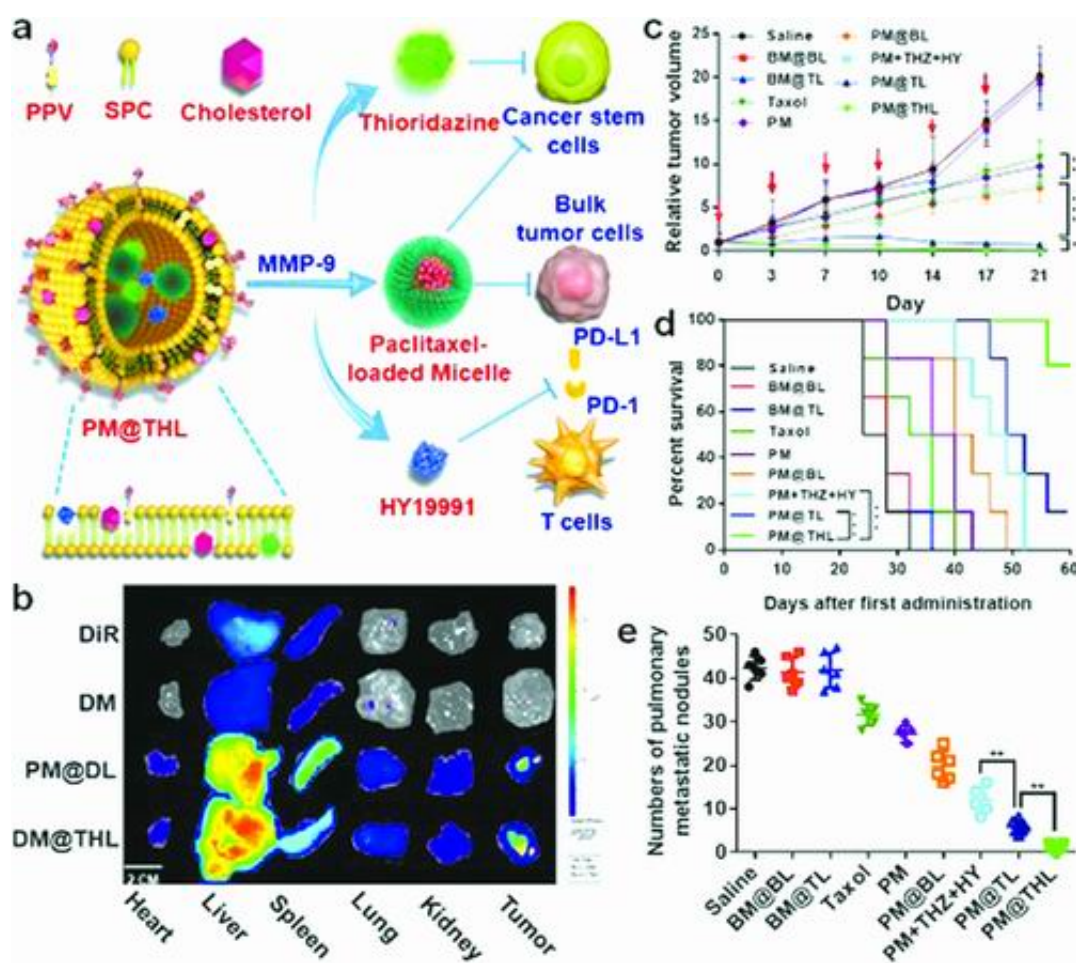 a
PPV
SPC
Cholesterol
Thioridazine
Cancer stem
cells
Bulk
tumor cells
MMP-9
Paclitaxel-
loaded Micelle
PD-L1
PD-1
PM@THL
HY19991
T cells
b
DiR
DM
PM@DL
DM@THL
2 CM
Heart
Liver
Spleen
Lung
Kidney
Tumor
c
Saline
BM@BL
BM@TL
Taxol
PM
PM@BL
PM+THZ+HY
PM@TL
PM@THL
Relative tumor volume
25
20
15
10
5
0
0 3 7 10 14 17 21
Day
d
Percent survival
100
80
60
40
20
0
Saline
BM@BL
BM@TL
Taxol
PM
PM@BL
PM+THZ+HY
PM@TL
PM@THL
0 20 30 40 50 60
Days after first administration
e
Numbers of pulmonary
metastatic nodules
50
40
30
20
10
0
**
**
Saline
BM@BL
BM@TL
Taxol
PM
PM@BL
PM+THZ+HY
PM@TL
PM@THL